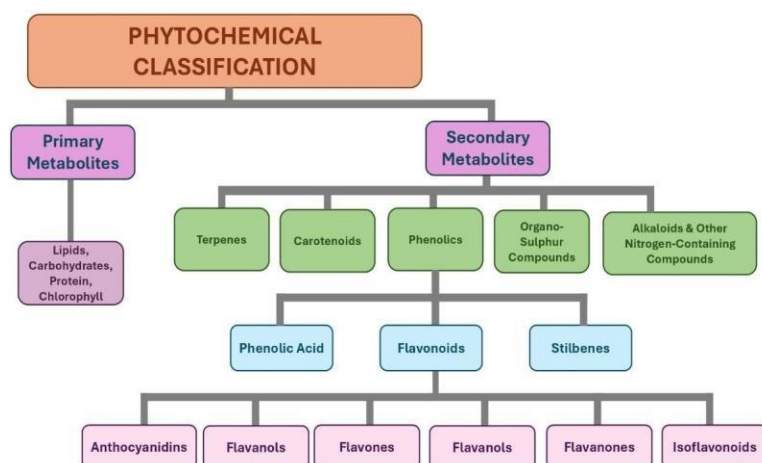 PHYTOCHEMICAL
CLASSIFICATION
Primary
Metabolites
Secondary
Metabolites
Lipids,
Carbohydrates,
Protein,
Chlorophyll
Terpenes
Carotenoids
Phenolics
Organo-
Sulphur
Compounds
Alkaloids & Other
Nitrogen-Containing
Compounds
Phenolic Acid
Flavonoids
Stilbenes
Anthocyanidins
Flavanols
Flavones
Flavanols
Flavanones
Isoflavonoids